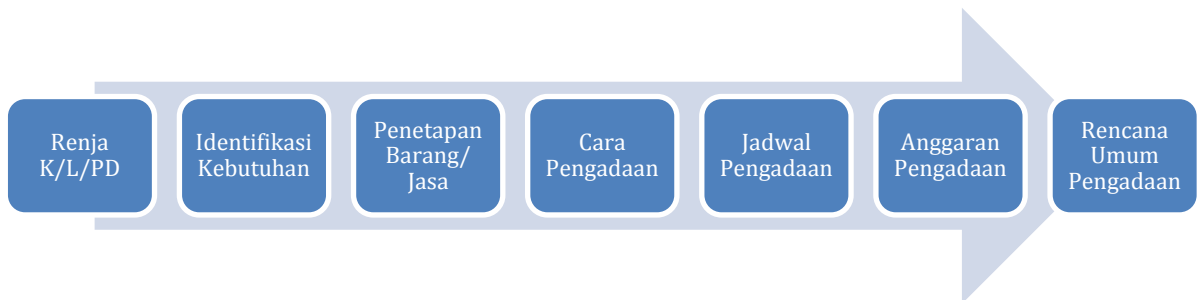 Renja
K/L/PD
Identifikasi
Kebutuhan
Penetapan
Barang/
Jasa
Cara
Pengadaan
Jadwal
Pengadaan
Anggaran
Pengadaan
Rencana
Umum
Pengadaan